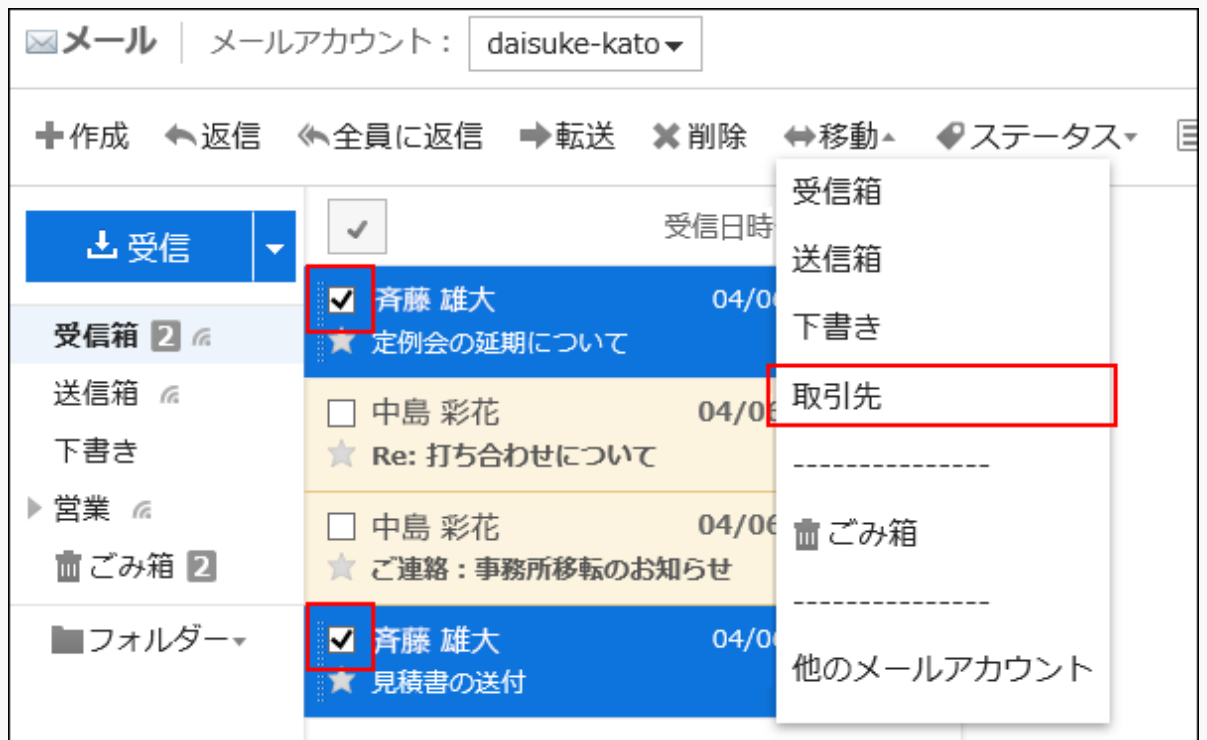 メール メールアカウント： daisuke-kato
作成 返信 全員に返信 転送 削除 移動 ステータス
受信
受信箱 2
送信箱
下書き
営業
ごみ箱 2
フォルダー
受信日時
斉藤 雄大 04/06
定例会の延期について
中島 彩花 04/06
Re: 打ち合わせについて
中島 彩花 04/06
ご連絡：事務所移転のお知らせ
斉藤 雄大 04/06
見積書の送付
受信箱
送信箱
下書き
取引先
---------------
ごみ箱
---------------
他のメールアカウント